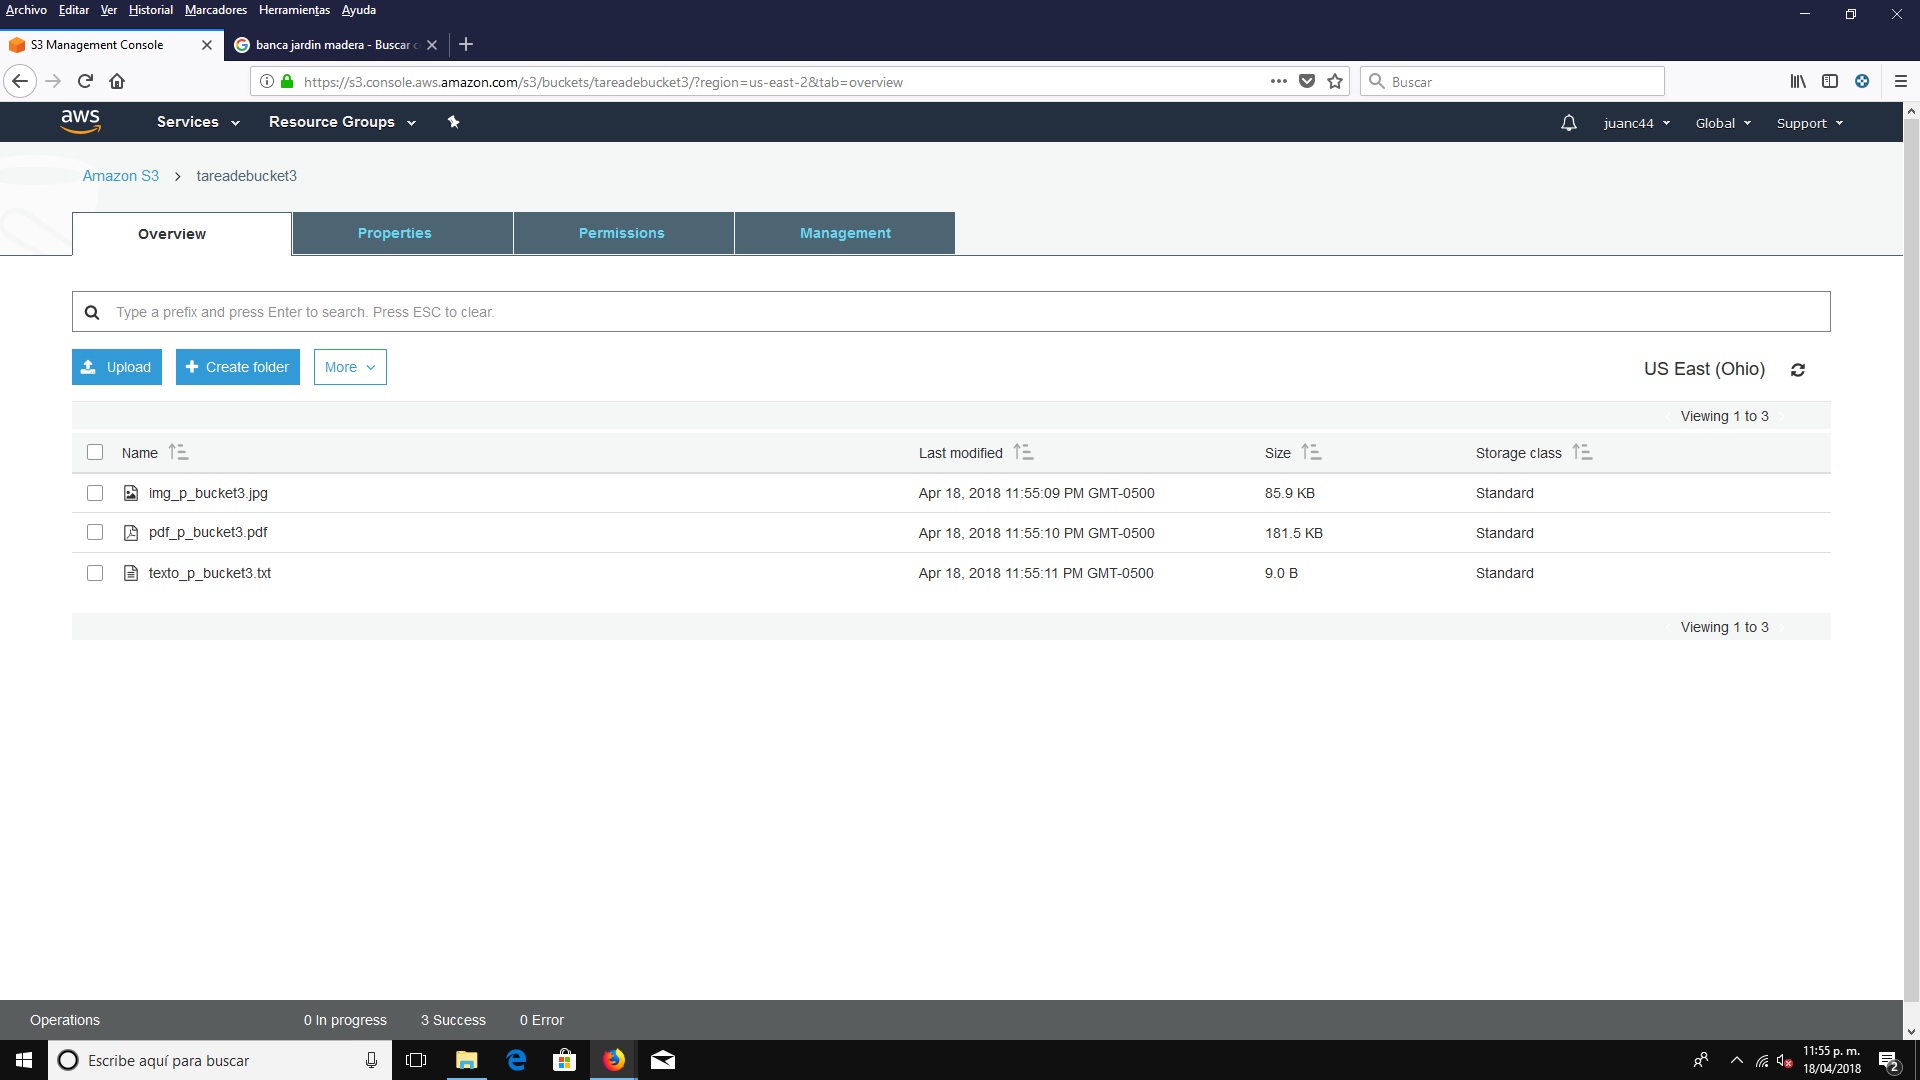 Archivo Editar Ver Historial Marcadores Herramientas Ayuda
S3 Management Console banca jardin madera - Buscar
https://s3.console.aws.amazon.com/s3/buckets/tareadebucket3/?region=us-east-2&tab=overview Buscar
aws Services Resource Groups juanc44 Global Support
Amazon S3 > tareadebucket3
Overview Properties Permissions Management
Type a prefix and press Enter to search. Press ESC to clear.
Upload Create folder More US East (Ohio)
Viewing 1 to 3
Name Last modified Size Storage class
img_p_bucket3.jpg Apr 18, 2018 11:55:09 PM GMT-0500 85.9 KB Standard
pdf_p_bucket3.pdf Apr 18, 2018 11:55:10 PM GMT-0500 181.5 KB Standard
texto_p_bucket3.txt Apr 18, 2018 11:55:11 PM GMT-0500 9.0 B Standard
Viewing 1 to 3
Operations 0 In progress 3 Success 0 Error
Escribe aquí para buscar 11:55 p. m.
18/04/2018 2